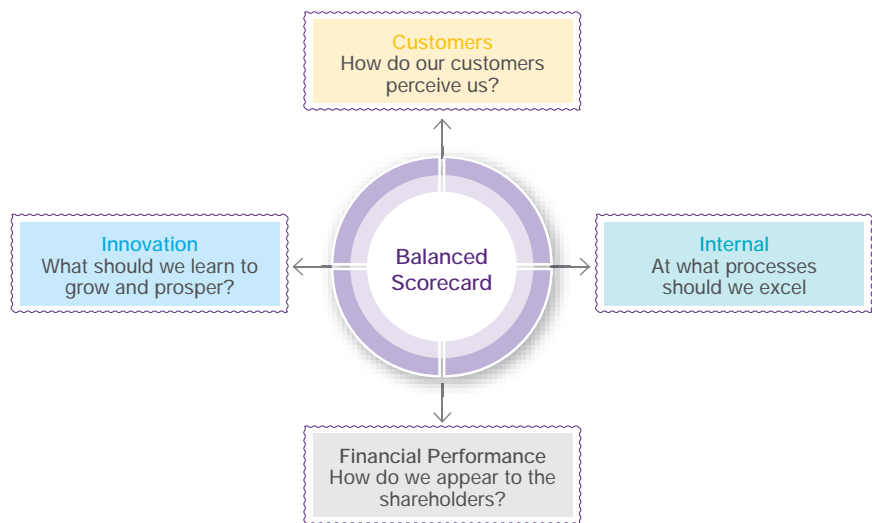 Customers
How do our customers
perceive us?
Innovation
What should we learn to
grow and prosper?
Balanced
Scorecard
Internal
At what processes
should we excel
Financial Performance
How do we appear to the
shareholders?